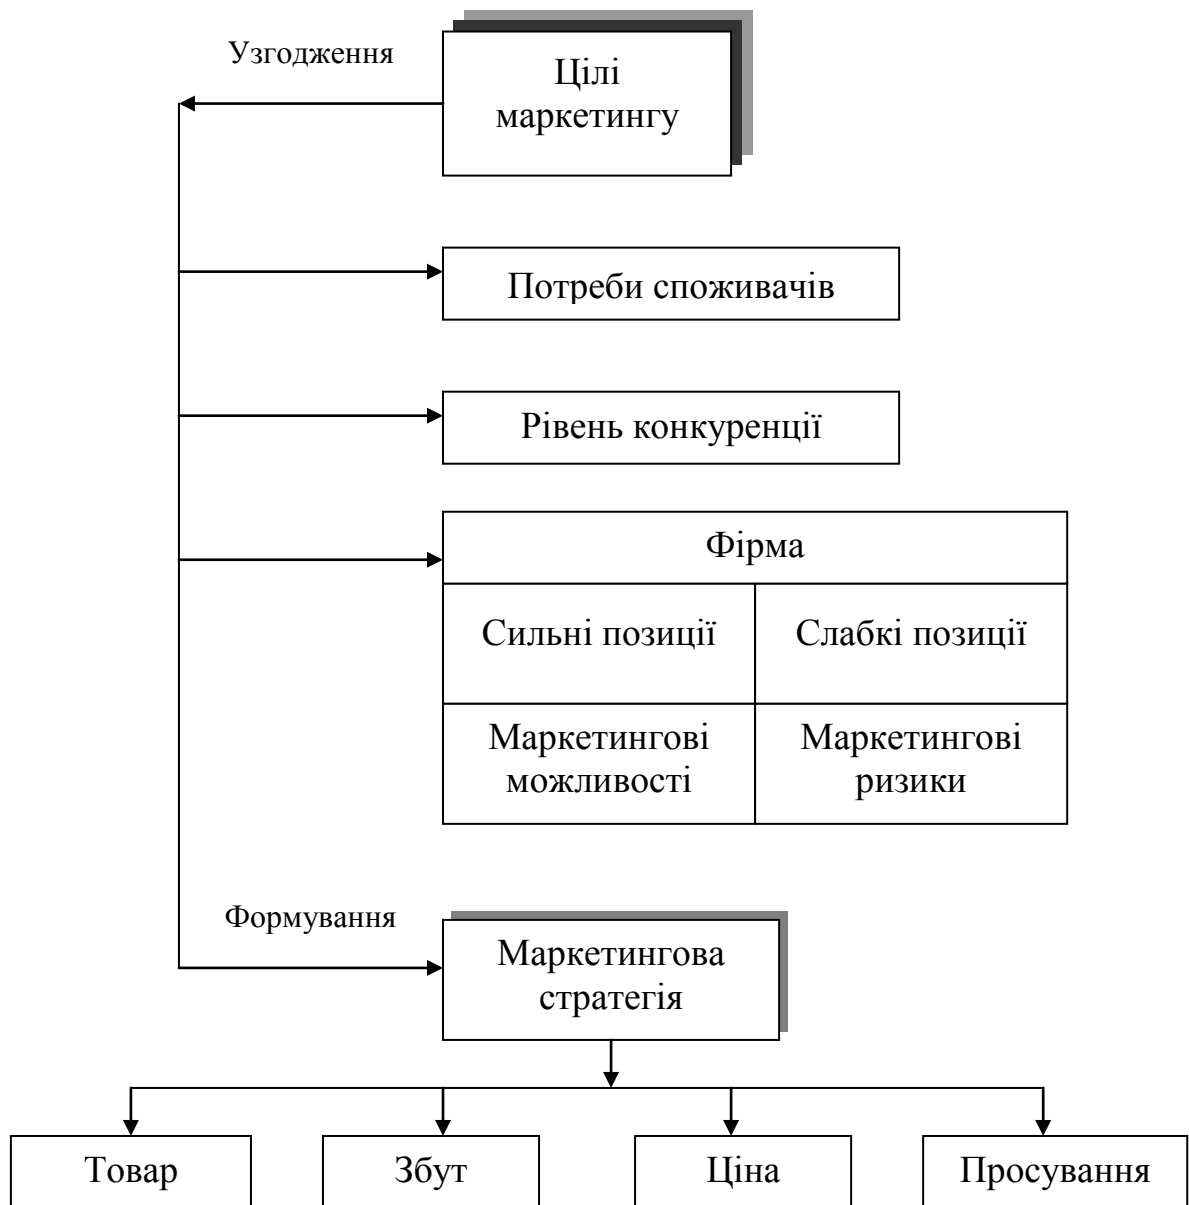 Узгодження
Цілі
маркетингу
Потреби споживачів
Рівень конкуренції
Фірма
Сильні позиції
Слабкі позиції
Маркетингові
можливості
Маркетингові
ризики
Формування
Маркетингова
стратегія
Товар
Збут
Ціна
Просування